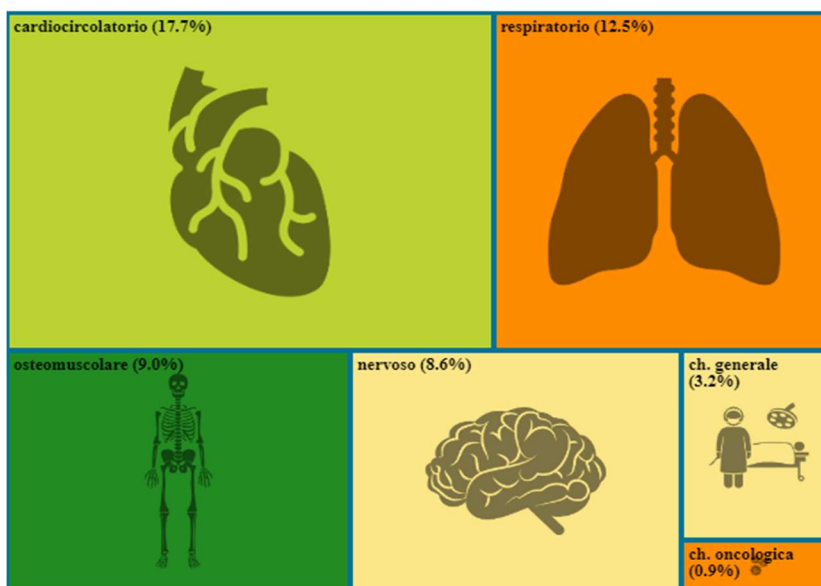 cardiocircolatorio (17.7%)
respiratorio (12.5%)
osteomuscolare (9.0%)
nervoso (8.6%)
ch. generale
(3.2%)
ch. oncologica
(0.9%)